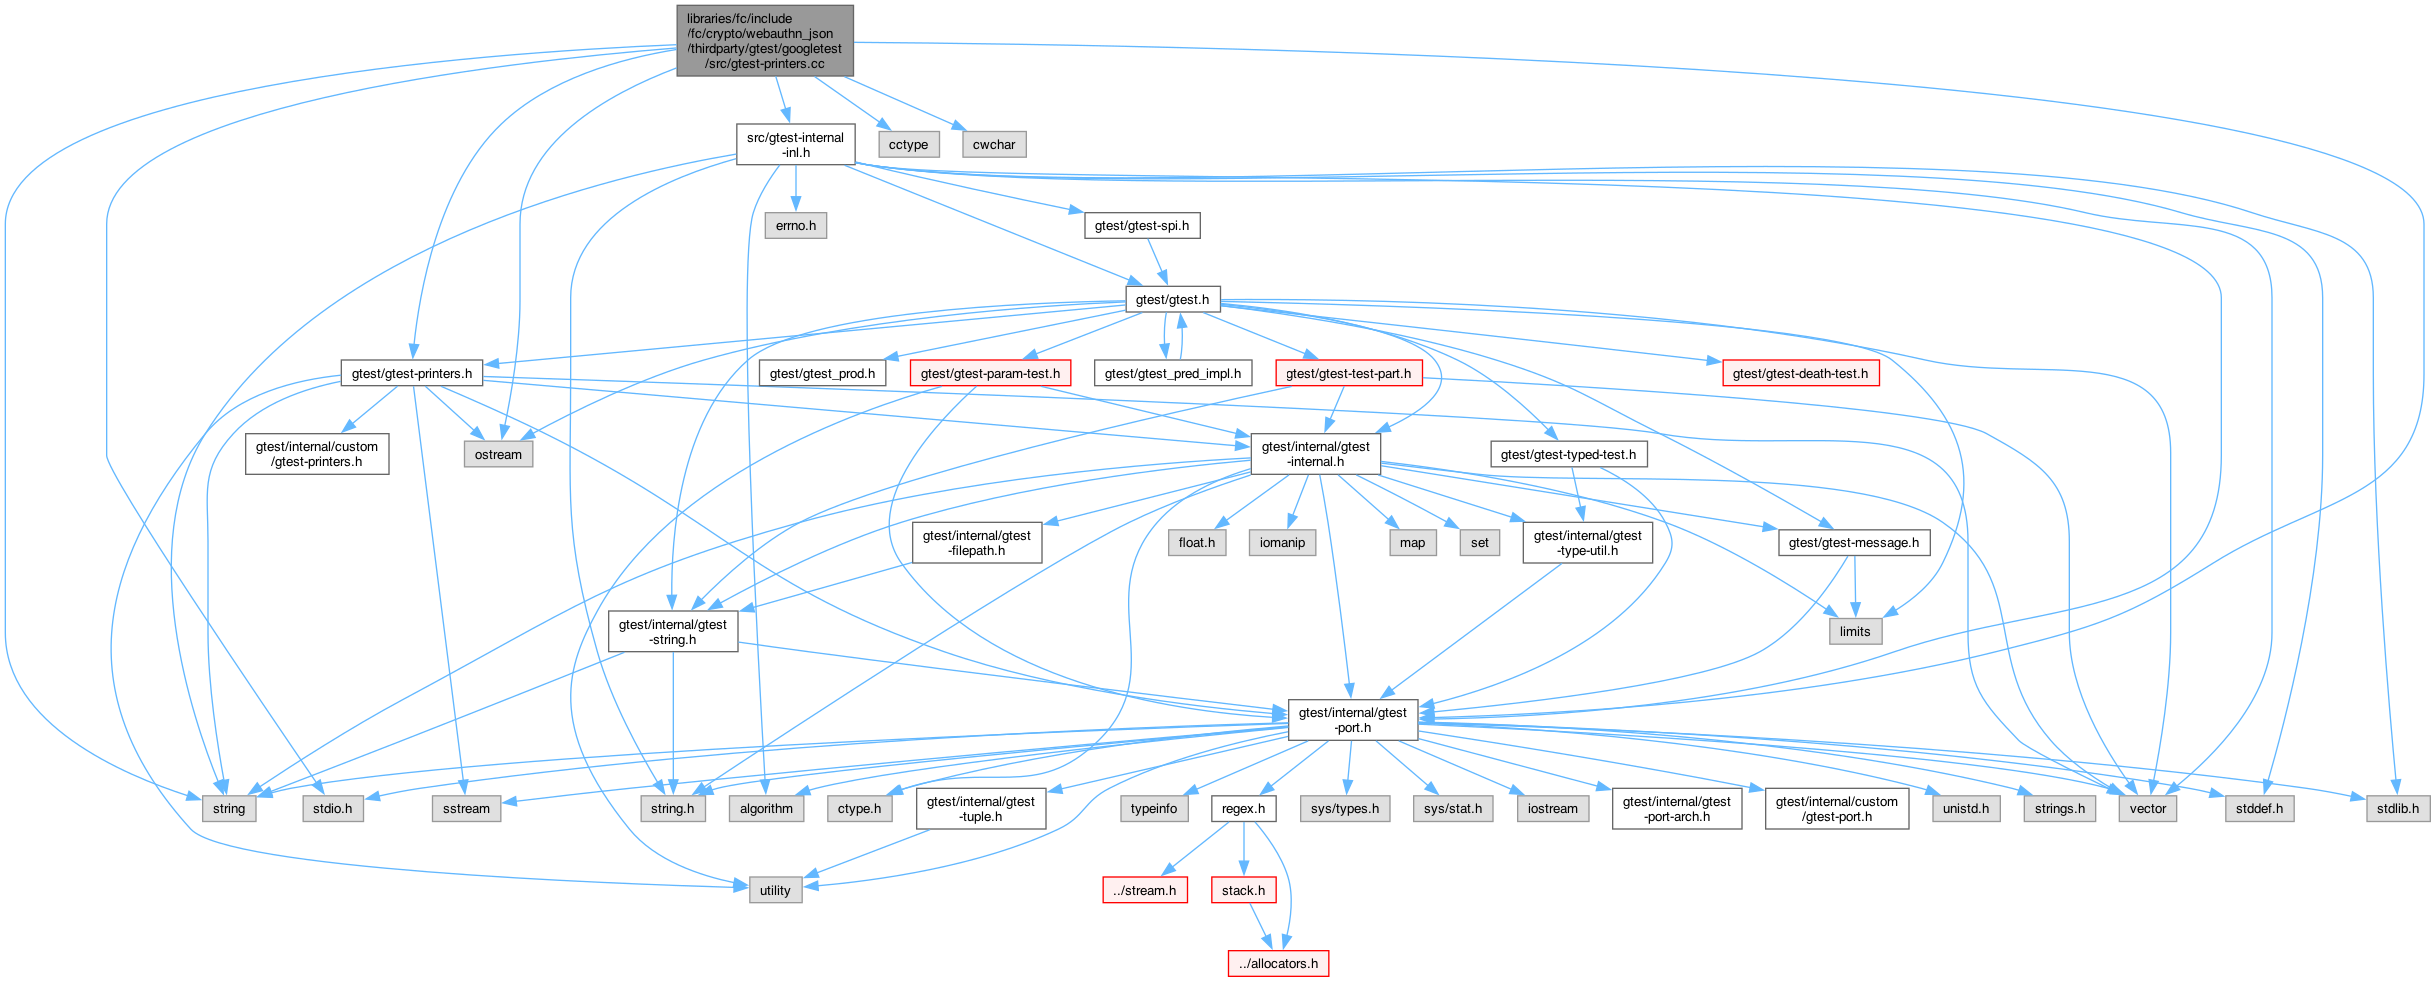 libraries/fc/include
/fc/crypto/webauthn_json
/thirdparty/gtest/googletest
/src/gtest-printers.cc
src/gtest-internal
-inl.h
cctype
cwchar
errno.h
gtest/gtest-spi.h
gtest/gtest.h
gtest/gtest-printers.h
gtest/gtest_prod.h
gtest/gtest-param-test.h
gtest/gtest_pred_impl.h
gtest/gtest-test-part.h
gtest/gtest-death-test.h
gtest/internal/custom
/gtest-printers.h
ostream
gtest/internal/gtest
-internal.h
gtest/gtest-typed-test.h
gtest/internal/gtest
-filepath.h
float.h
iomanip
map
set
gtest/internal/gtest
-type-util.h
gtest/gtest-message.h
gtest/internal/gtest
-string.h
limits
gtest/internal/gtest
-port.h
string
stdio.h
sstream
string.h
algorithm
ctype.h
gtest/internal/gtest
-tuple.h
typeinfo
regex.h
sys/types.h
sys/stat.h
iostream
gtest/internal/gtest
-port-arch.h
gtest/internal/custom
/gtest-port.h
unistd.h
strings.h
vector
stddef.h
stdlib.h
utility
../stream.h
stack.h
../allocators.h